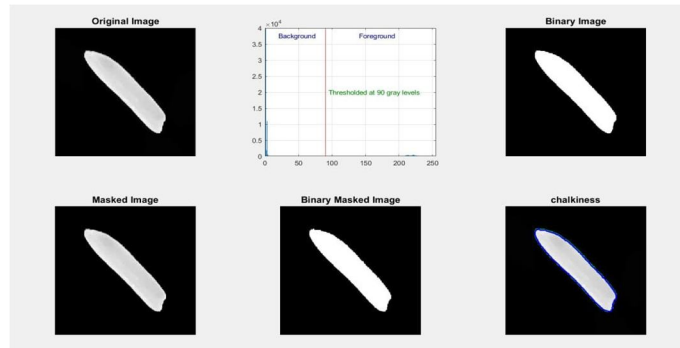 Original Image
× 10⁴
Binary Image
4
Background
Foreground
3.5
3
2.5
2
Thresholded at 90 gray levels
1.5
1
0.5
0
0 50 100 150 200 250
Masked Image
Binary Masked Image
chalkiness